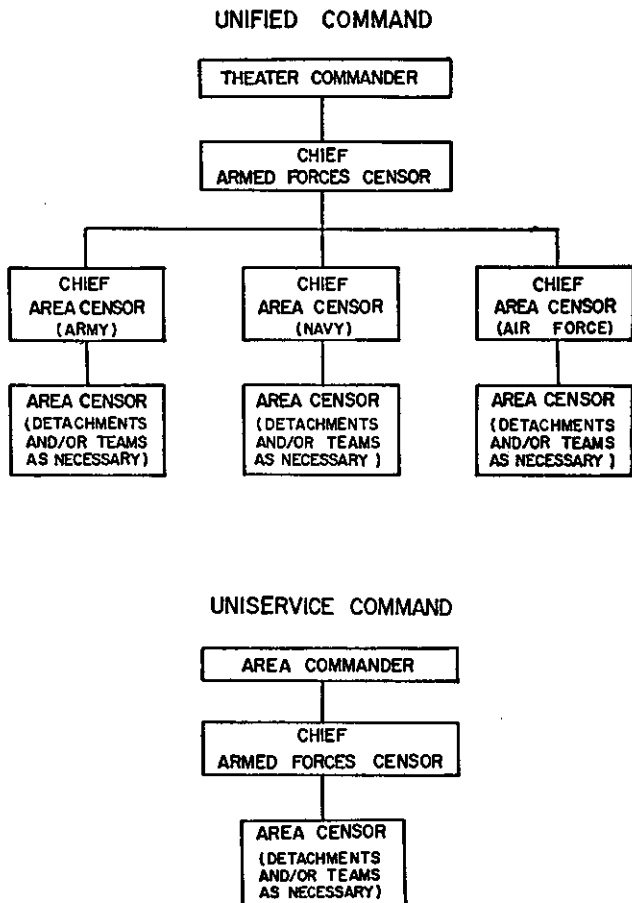 UNIFIED COMMAND
THEATER COMMANDER
CHIEF
ARMED FORCES CENSOR
CHIEF
AREA CENSOR
(ARMY)
CHIEF
AREA CENSOR
(NAVY)
CHIEF
AREA CENSOR
(AIR FORCE)
AREA CENSOR
(DETACHMENTS
AND/OR TEAMS
AS NECESSARY)
AREA CENSOR
(DETACHMENTS
AND/OR TEAMS
AS NECESSARY)
AREA CENSOR
(DETACHMENTS
AND/OR TEAMS
AS NECESSARY)
UNISERVICE COMMAND
AREA COMMANDER
CHIEF
ARMED FORCES CENSOR
AREA CENSOR
(DETACHMENTS
AND/OR TEAMS
AS NECESSARY)